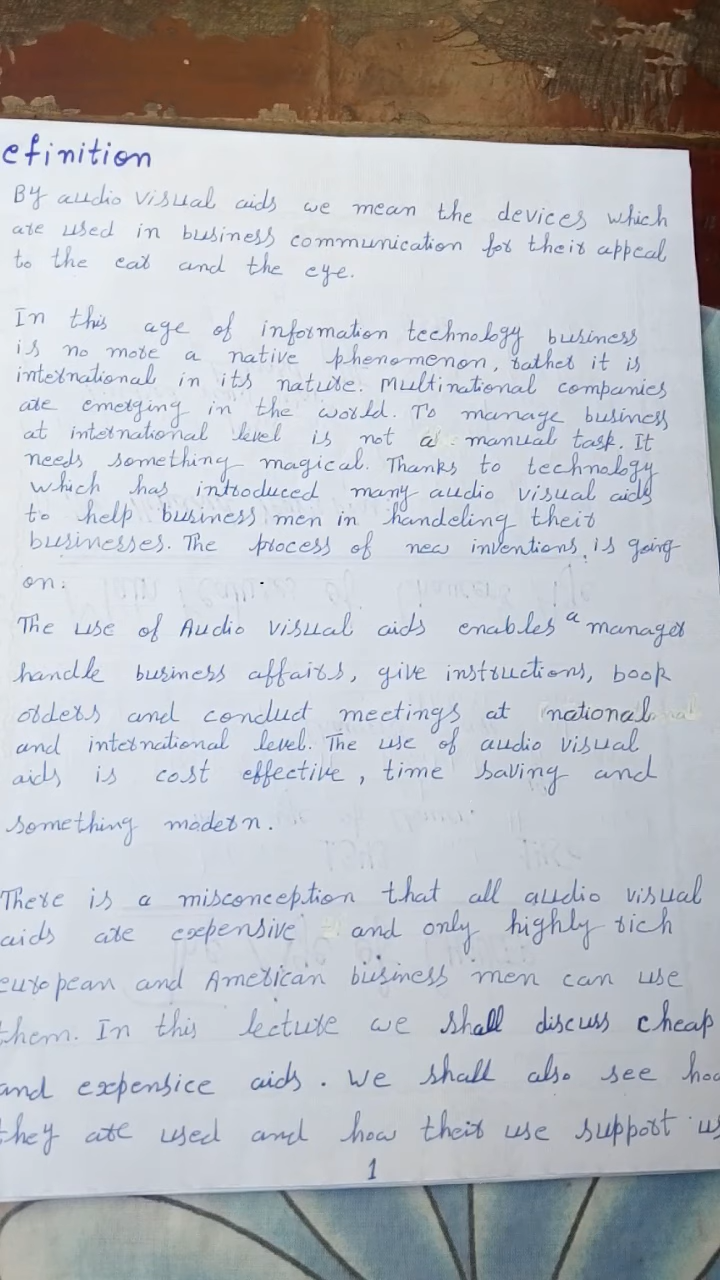 efinition
By audio visual aids we mean the devices which
are used in business communication for their appeal
to the ear and the eye.
In this age of information technology business
is no more a native phenomenon, rather it is
international in its nature. Multinational companies
are emerging in the world. To manage business
at international level is not a manual task. It
needs something magical. Thanks to technology
which has introduced many audio visual aids
to help business men in handeling their
businesses. The process of new inventions is going
on.
The use of Audio visual aids enables a manager
handle business affairs, give instructions, book
orders and conduct meetings at national
and international level. The use of audio visual
aids is cost effective, time saving and
something modern.
There is a misconception that all audio visual
aids are expensive and only highly rich
european and American business men can use
them. In this lecture we shall discuss cheap
and expensice aids. We shall also see how
they are used and how their use support us
1